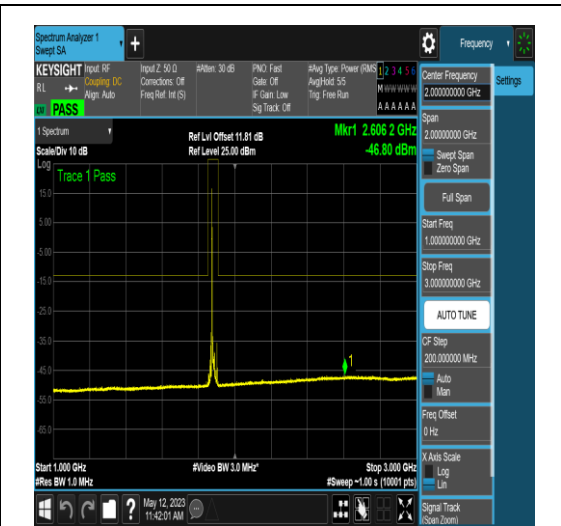 Spectrum Analyzer 1
Swept SA
Frequency
KEYSIGHT
RL
PASS
Input: RF
Coupling: DC
Align: Auto
Input Z: 50 Ω
Corrections: Off
Freq Ref: Int (S)
#Atten: 30 dB
PNO: Fast
Gate: Off
IF Gain: Low
Sig Track: Off
#Avg Type: Power (RMS
Avg|Hold: 5/5
Trig: Free Run
1 2 3 4 5 6
M W W W W W
A A A A A A
1 Spectrum
Scale/Div 10 dB
Ref Lvl Offset 11.81 dB
Ref Level 25.00 dBm
Mkr1 2.606 2 GHz
-46.80 dBm
Log
Trace 1 Pass
15.0
5.00
-5.00
-15.0
-25.0
-35.0
-45.0
-55.0
-65.0
1
Start 1.000 GHz
#Res BW 1.0 MHz
#Video BW 3.0 MHz*
Stop 3.000 GHz
#Sweep ~1.00 s (10001 pts)
?
May 12, 2023
11:42:01 AM
Center Frequency
2.000000000 GHz
Settings
Span
2.00000000 GHz
Swept Span
Zero Span
Full Span
Start Freq
1.000000000 GHz
Stop Freq
3.000000000 GHz
AUTO TUNE
CF Step
200.000000 MHz
Auto
Man
Freq Offset
0 Hz
X Axis Scale
Log
Lin
Signal Track
(Span Zoom)